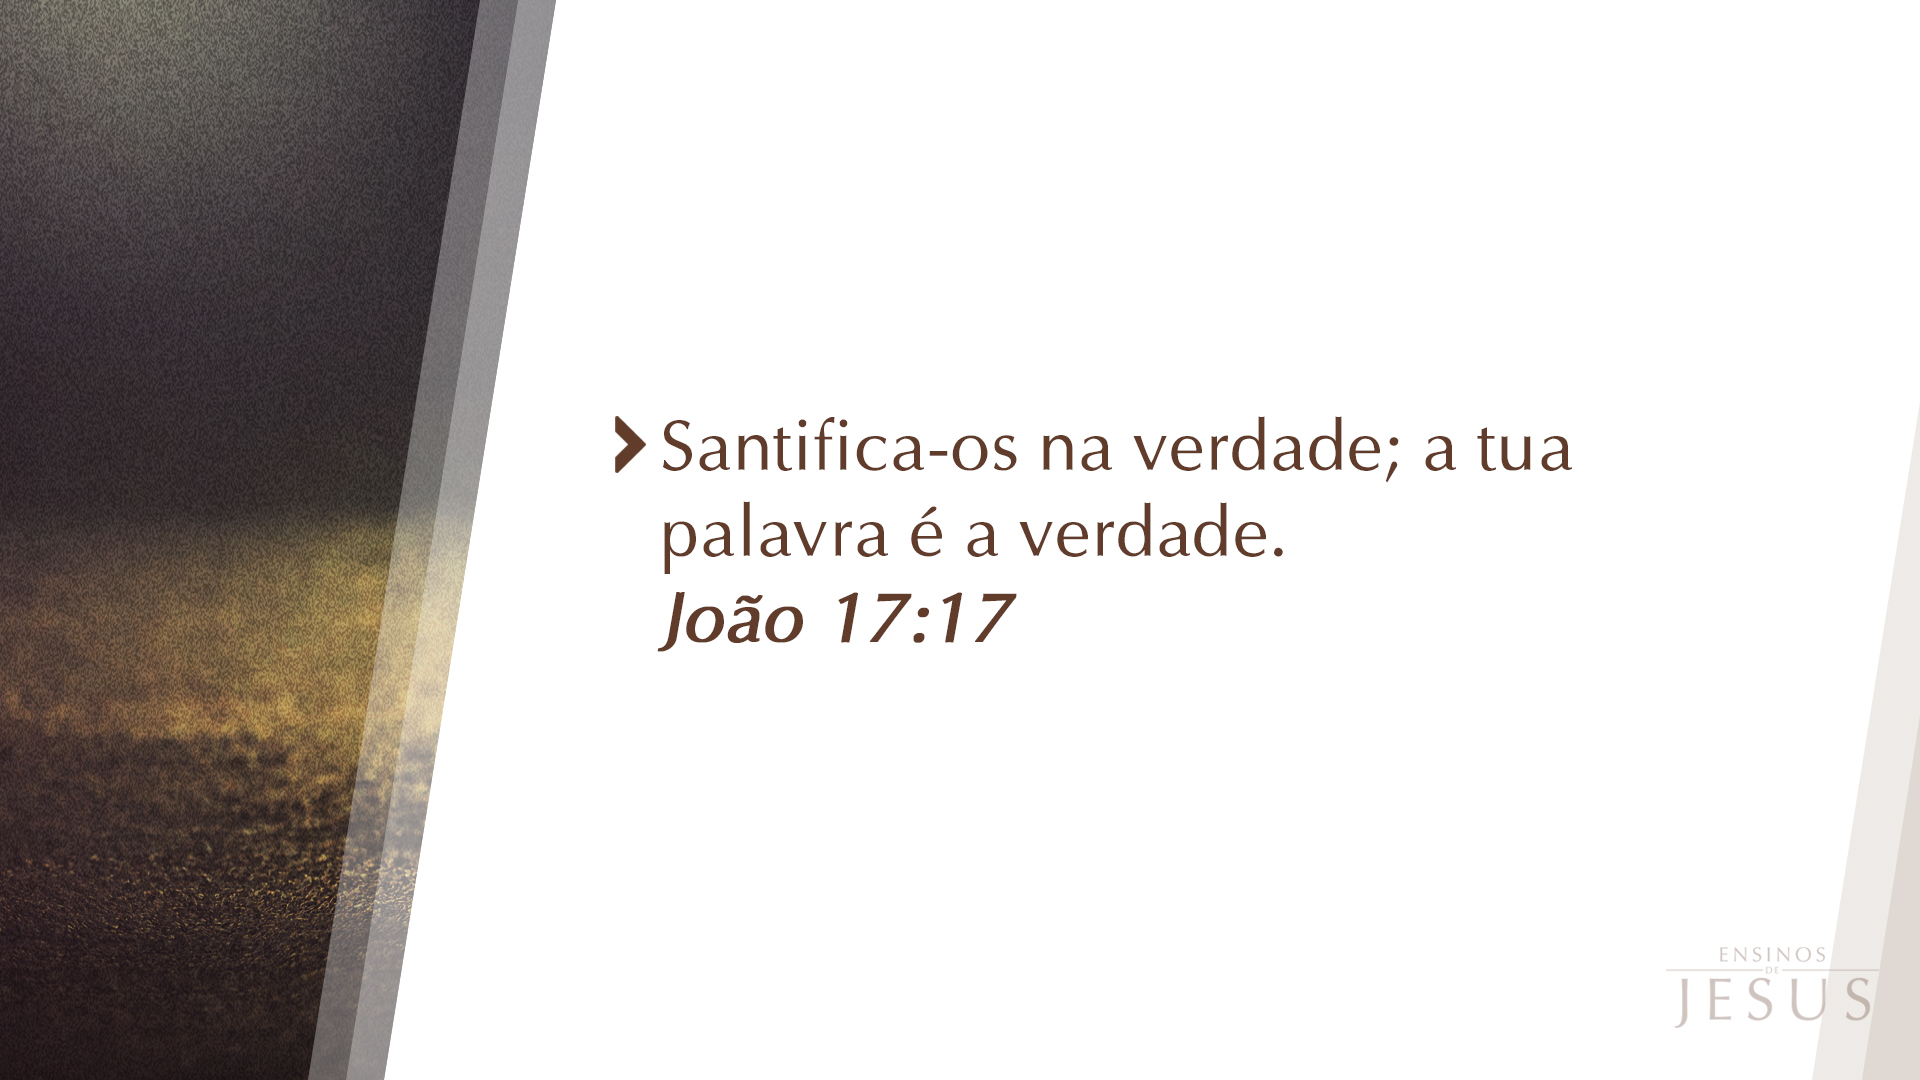 Santifica-os na verdade; a tua
palavra é a verdade.
João 17:17
ENSINOS
DE
JESUS